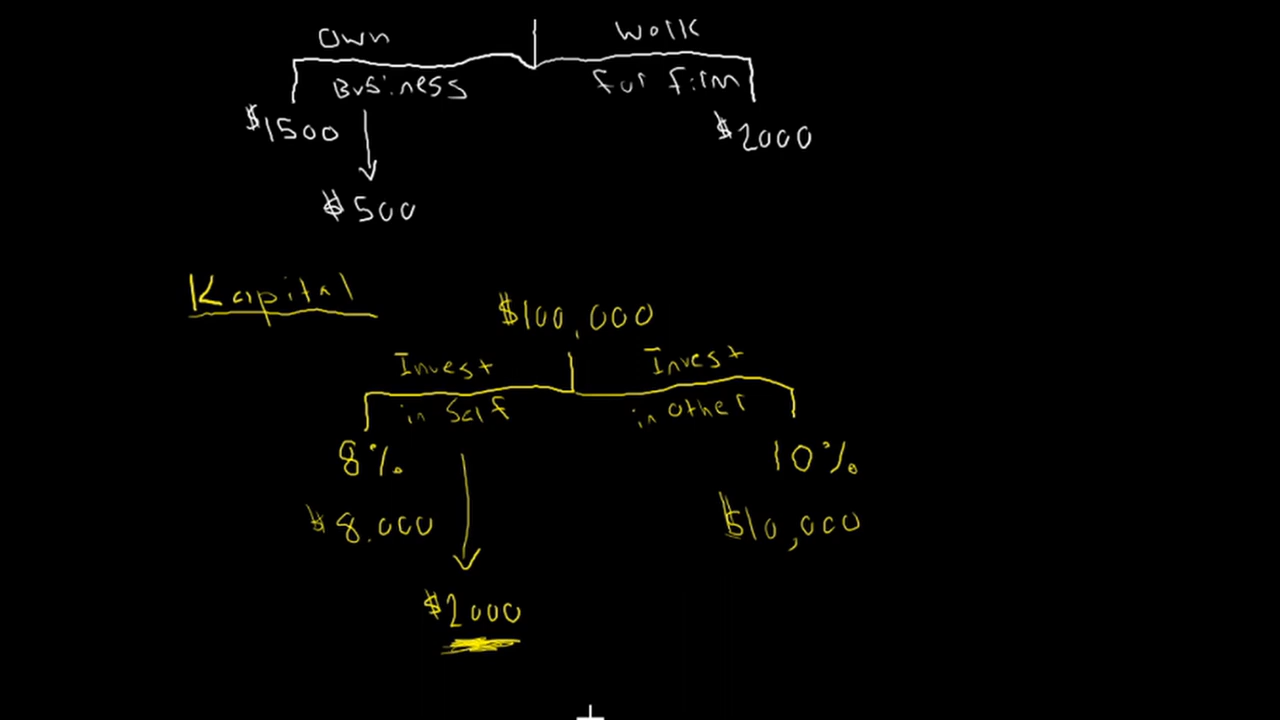 Own
Work
Business
for firm
$1500
$2000
$500
Kapital
$100,000
Invest
Invest
in Self
in other
8%
10%
$8.000
$10,000
$2000